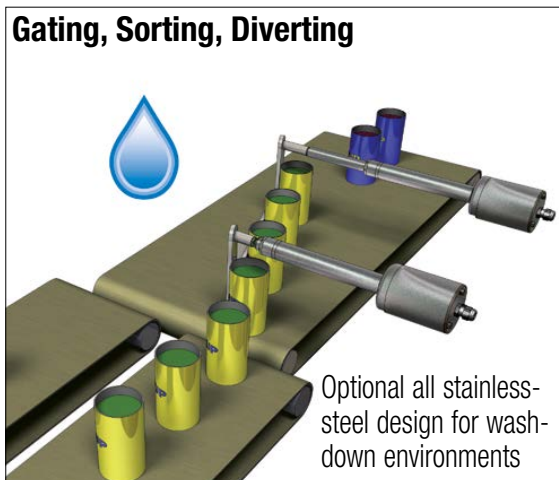 Gating, Sorting, Diverting
Optional all stainless-
steel design for wash-
down environments